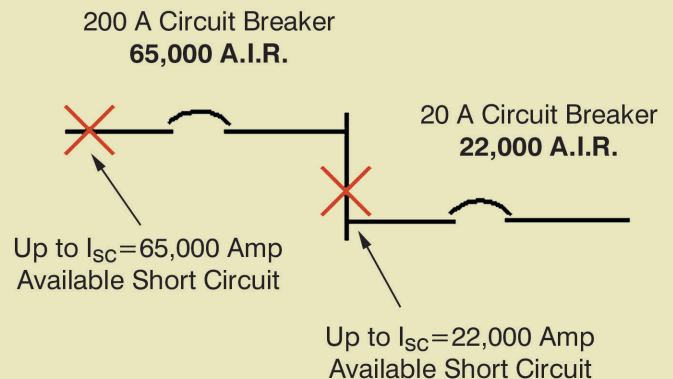 200 A Circuit Breaker
65,000 A.I.R.
20 A Circuit Breaker
22,000 A.I.R.
Up to ISC=65,000 Amp
Available Short Circuit
Up to ISC=22,000 Amp
Available Short Circuit